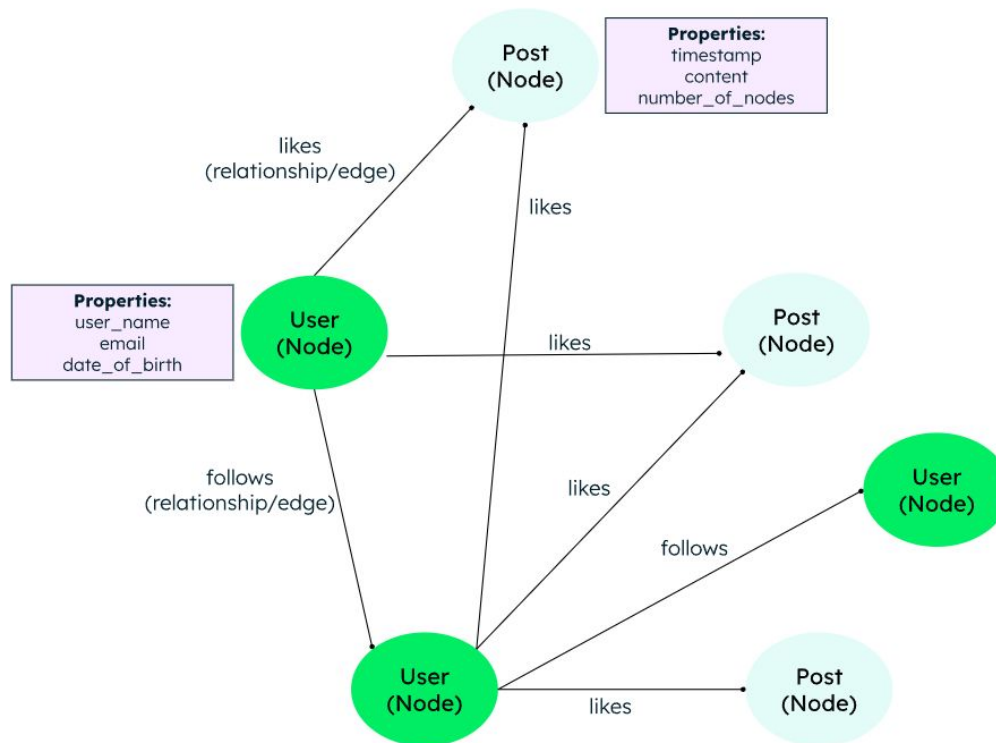 Post
(Node)
Properties:
timestamp
content
number_of_nodes
likes
(relationship/edge)
likes
Properties:
user_name
email
date_of_birth
User
(Node)
likes
Post
(Node)
follows
(relationship/edge)
likes
User
(Node)
follows
User
(Node)
likes
Post
(Node)